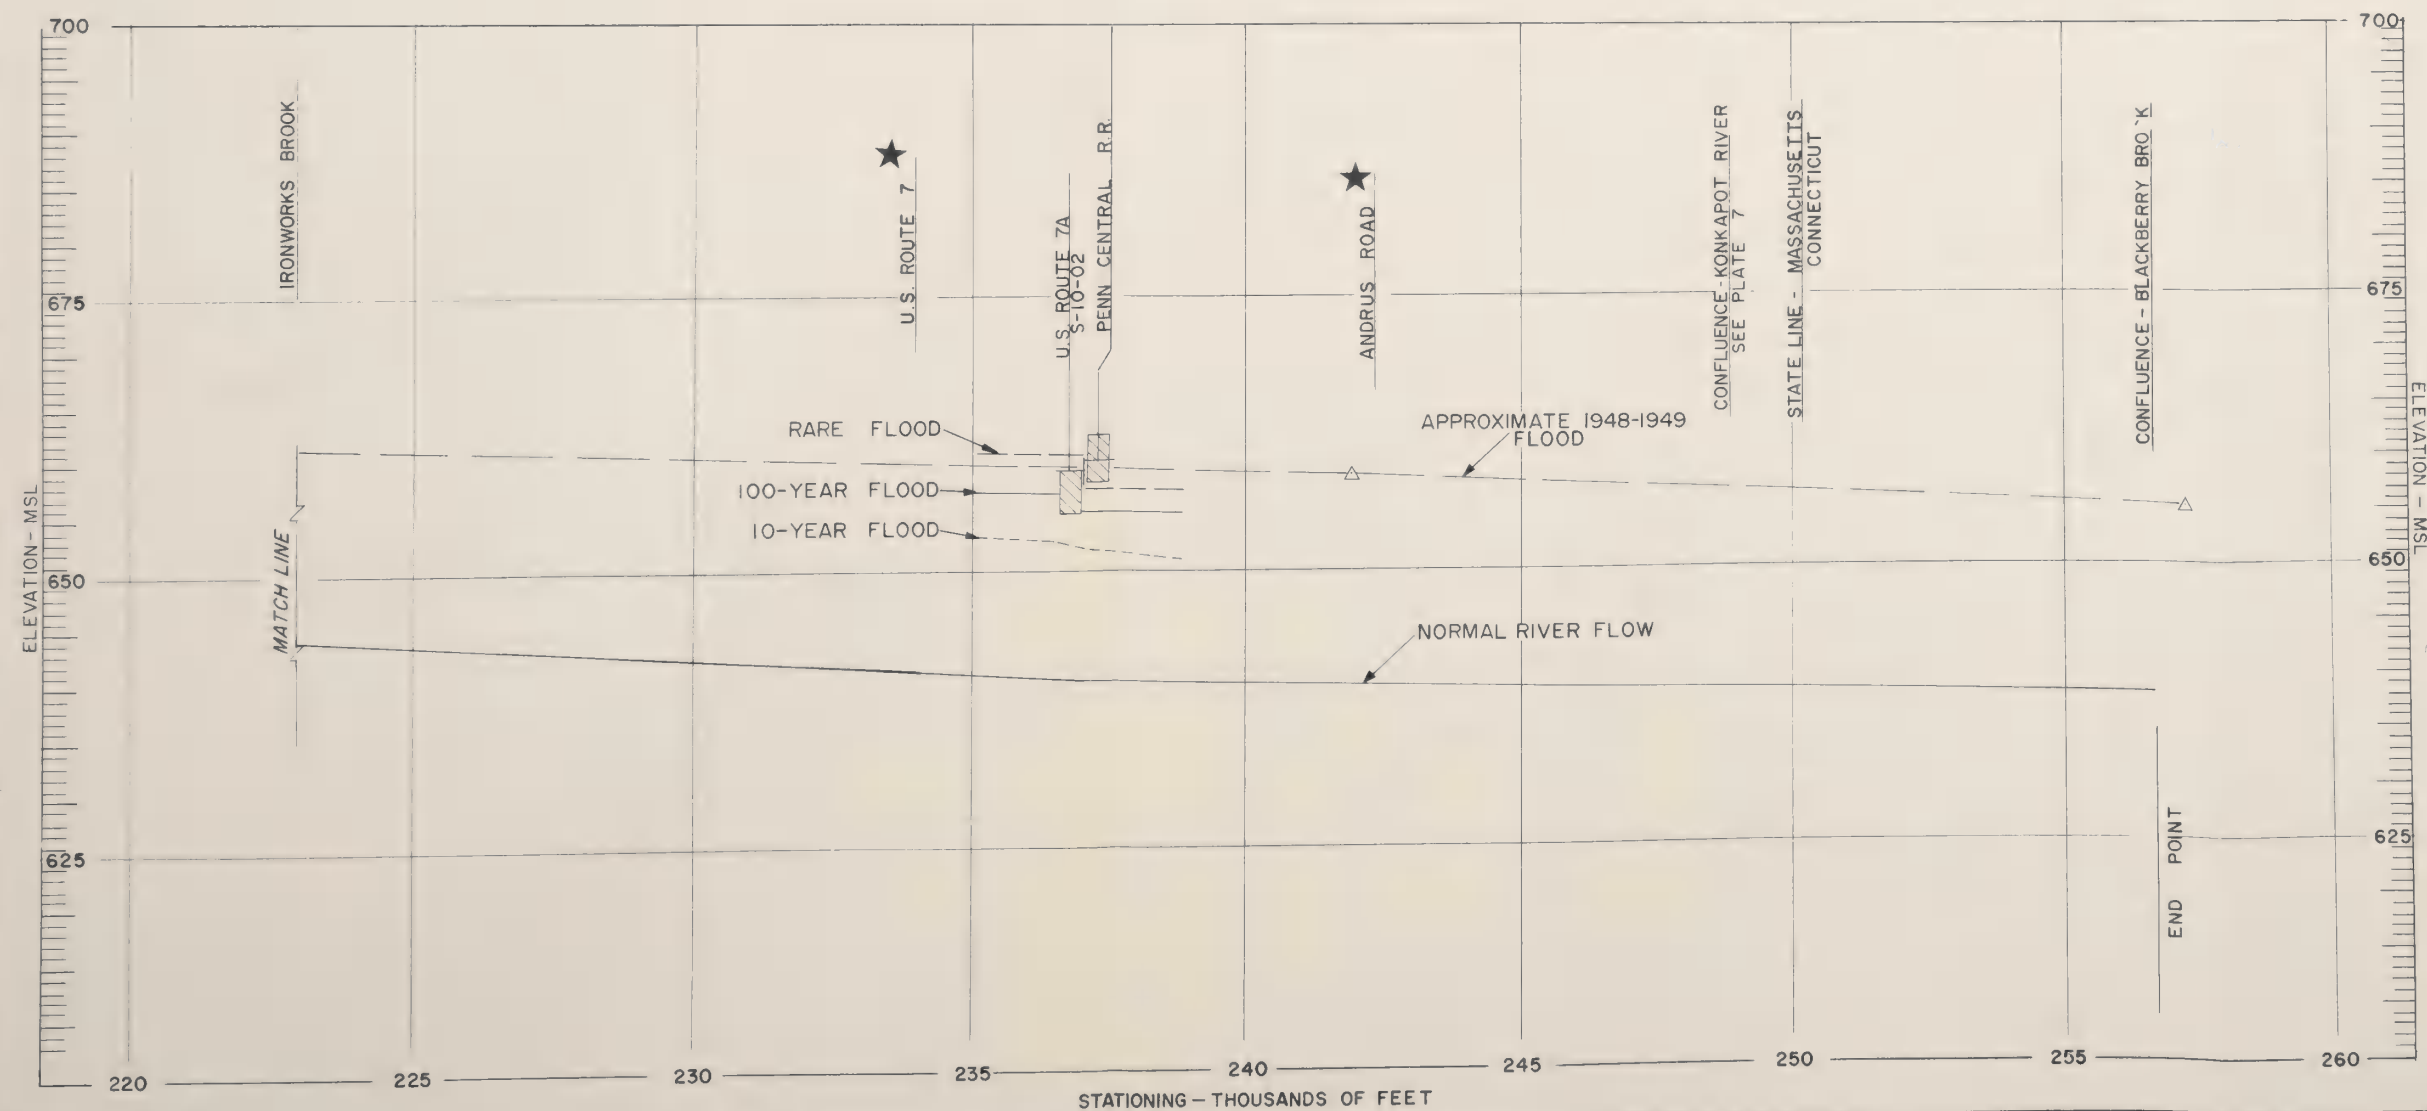 700
700
IRONWORKS BROOK
U.S. ROUTE 7
U.S. ROUTE 7A
S-10-02
PENN CENTRAL R.R.
ANDRUS ROAD
CONFLUENCE-KONKAPOT RIVER
SEE PLATE 7
STATE LINE - MASSACHUSETTS
CONNECTICUT
CONFLUENCE - BLACKBERRY BRO K
675
675
RARE FLOOD
APPROXIMATE 1948-1949
FLOOD
100-YEAR FLOOD
10-YEAR FLOOD
ELEVATION - MSL
ELEVATION - MSL
MATCH LINE
650
650
NORMAL RIVER FLOW
625
625
END POINT
220 225 230 235 240 245 250 255 260
STATIONING - THOUSANDS OF FEET